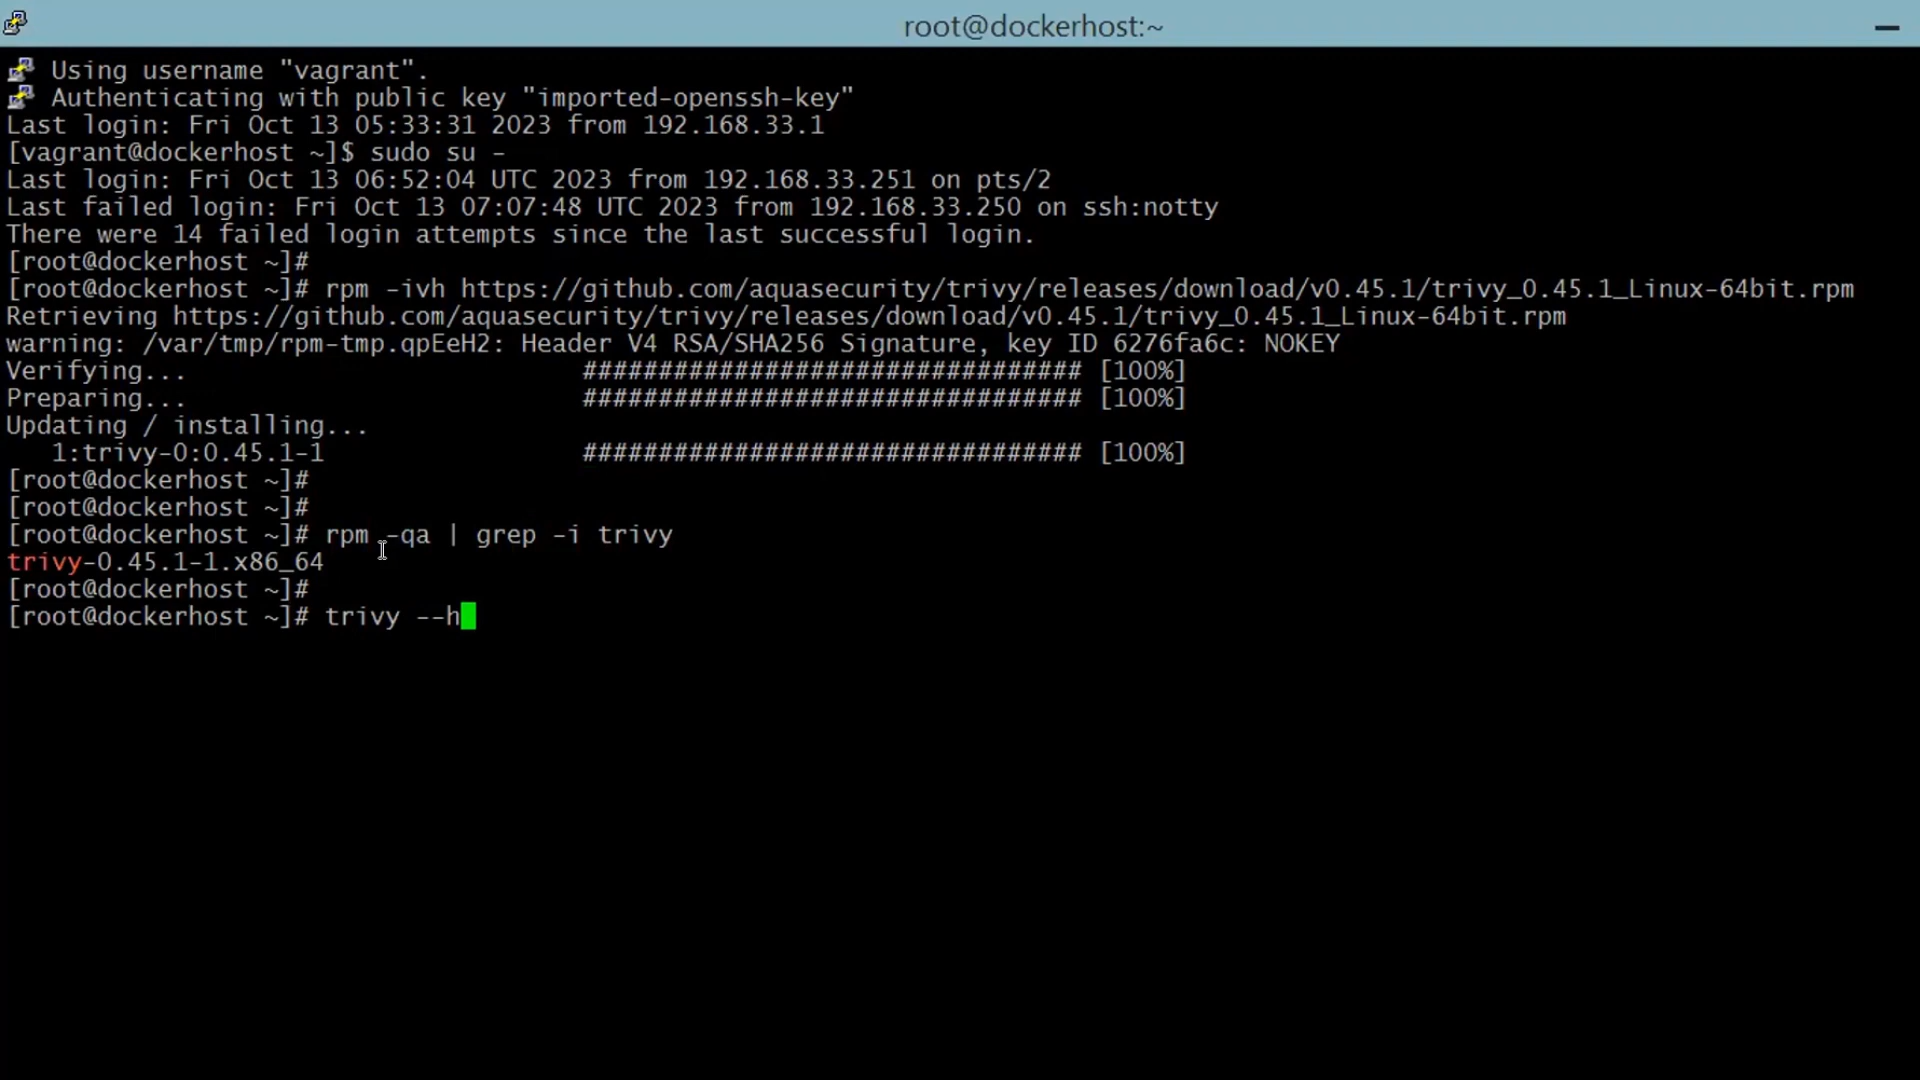 root@dockerhost:~
Using username "vagrant".
Authenticating with public key "imported-openssh-key"
Last login: Fri Oct 13 05:33:31 2023 from 192.168.33.1
[vagrant@dockerhost ~]$ sudo su -
Last login: Fri Oct 13 06:52:04 UTC 2023 from 192.168.33.251 on pts/2
Last failed login: Fri Oct 13 07:07:48 UTC 2023 from 192.168.33.250 on ssh:notty
There were 14 failed login attempts since the last successful login.
[root@dockerhost ~]#
[root@dockerhost ~]# rpm -ivh https://github.com/aquasecurity/trivy/releases/download/v0.45.1/trivy_0.45.1_Linux-64bit.rpm
Retrieving https://github.com/aquasecurity/trivy/releases/download/v0.45.1/trivy_0.45.1_Linux-64bit.rpm
warning: /var/tmp/rpm-tmp.qpEeH2: Header V4 RSA/SHA256 Signature, key ID 6276fa6c: NOKEY
Verifying... ################################# [100%]
Preparing... ################################# [100%]
Updating / installing...
1:trivy-0:0.45.1-1 ################################# [100%]
[root@dockerhost ~]#
[root@dockerhost ~]#
[root@dockerhost ~]# rpm -qa | grep -i trivy
trivy-0.45.1-1.x86_64
[root@dockerhost ~]#
[root@dockerhost ~]# trivy --h